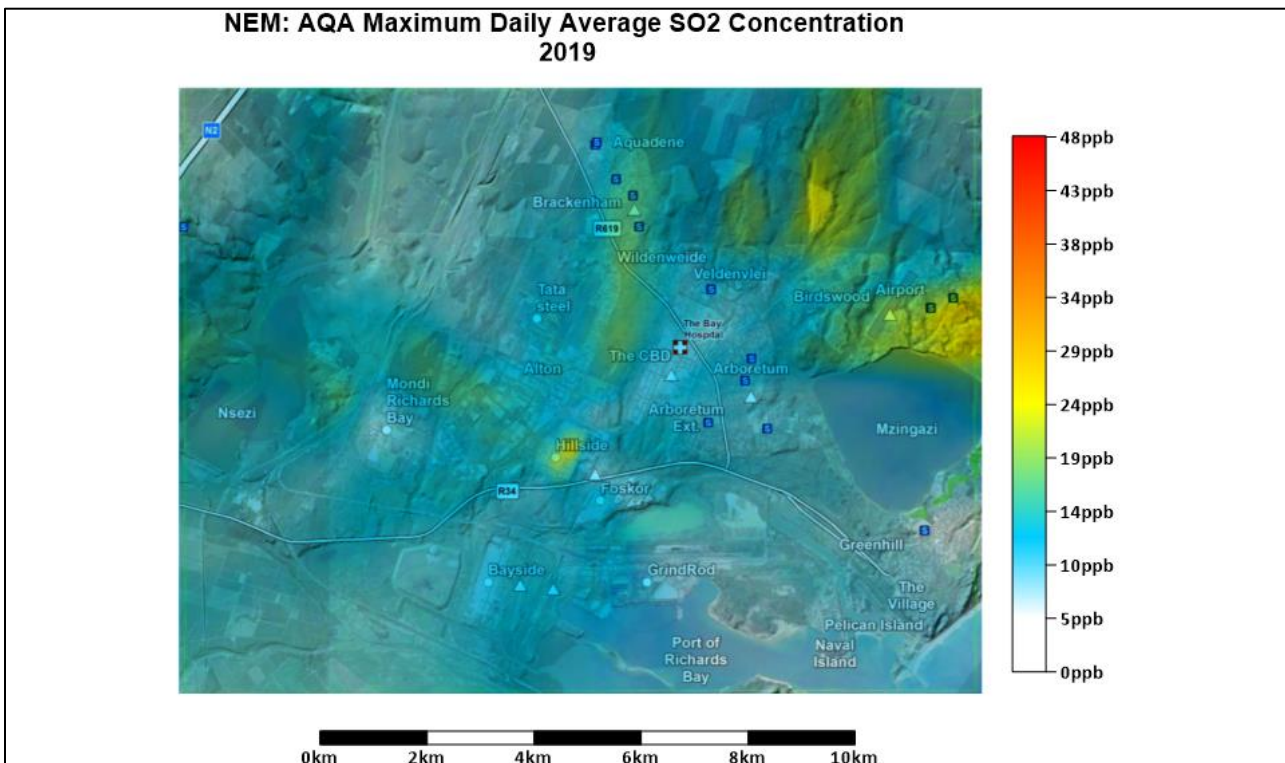 NEM: AQA Maximum Daily Average SO2 Concentration
2019
N2
S
Aquadene
S
S
Brackenham
S
R619
S
Wildenweide
Veldenvlei
S
Tata
steel
Birdswood
Airport
S
S
The Bay
Hospital
The CBD
S
Arboretum
S
Alton
Mondi
Richards
Bay
Nsezi
Arboretum
Ext.
S
S
Mzingazi
Hillside
R34
Foskor
S
Greenhill
Bayside
GrindRod
The
Village
Pelican Island
Naval
Island
Port of
Richards
Bay
48ppb
43ppb
38ppb
34ppb
29ppb
24ppb
19ppb
14ppb
10ppb
5ppb
0ppb
0km
2km
4km
6km
8km
10km